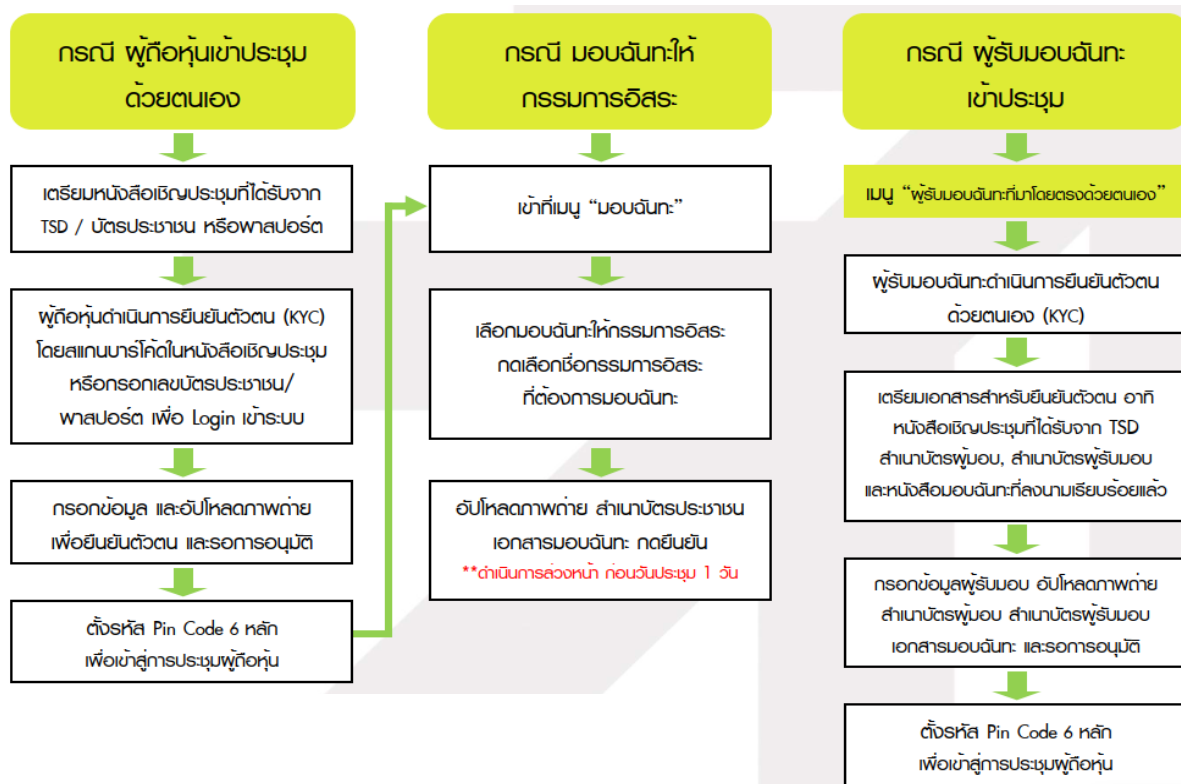 กรณี ผู้ถือหุ้นเข้าประชุม
ด้วยตนเอง
เตรียมหนังสือเชิญประชุมที่ได้รับจาก
TSD / บัตรประชาชน หรือพาสปอร์ต
ผู้ถือหุ้นดำเนินการยืนยันตัวตน (KYC)
โดยสแกนบาร์โค้ดในหนังสือเชิญประชุม
หรือกรอกเลขบัตรประชาชน/
พาสปอร์ต เพื่อ Login เข้าระบบ
กรอกข้อมูล และอัปโหลดภาพถ่าย
เพื่อยืนยันตัวตน และรอการอนุมัติ
ตั้งรหัส Pin Code 6 หลัก
เพื่อเข้าสู่การประชุมผู้ถือหุ้น
กรณี มอบฉันทะให้
กรรมการอิสระ
เข้าที่เมนู “มอบฉันทะ”
เลือกมอบฉันทะให้กรรมการอิสระ
กดเลือกชื่อกรรมการอิสระ
ที่ต้องการมอบฉันทะ
อัปโหลดภาพถ่าย สำเนาบัตรประชาชน
เอกสารมอบฉันทะ กดยืนยัน
**ดำเนินการล่วงหน้า ก่อนวันประชุม 1 วัน
กรณี ผู้รับมอบฉันทะ
เข้าประชุม
เมนู “ผู้รับมอบฉันทะที่มาโดยตรงด้วยตนเอง”
ผู้รับมอบฉันทะดำเนินการยืนยันตัวตน
ด้วยตนเอง (KYC)
เตรียมเอกสารสำหรับยืนยันตัวตน อาทิ
หนังสือเชิญประชุมที่ได้รับจาก TSD
สำเนาบัตรผู้มอบ, สำเนาบัตรผู้รับมอบ
และหนังสือมอบฉันทะที่ลงนามเรียบร้อยแล้ว
กรอกข้อมูลผู้รับมอบ อัปโหลดภาพถ่าย
สำเนาบัตรผู้มอบ สำเนาบัตรผู้รับมอบ
เอกสารมอบฉันทะ และรอการอนุมัติ
ตั้งรหัส Pin Code 6 หลัก
เพื่อเข้าสู่การประชุมผู้ถือหุ้น